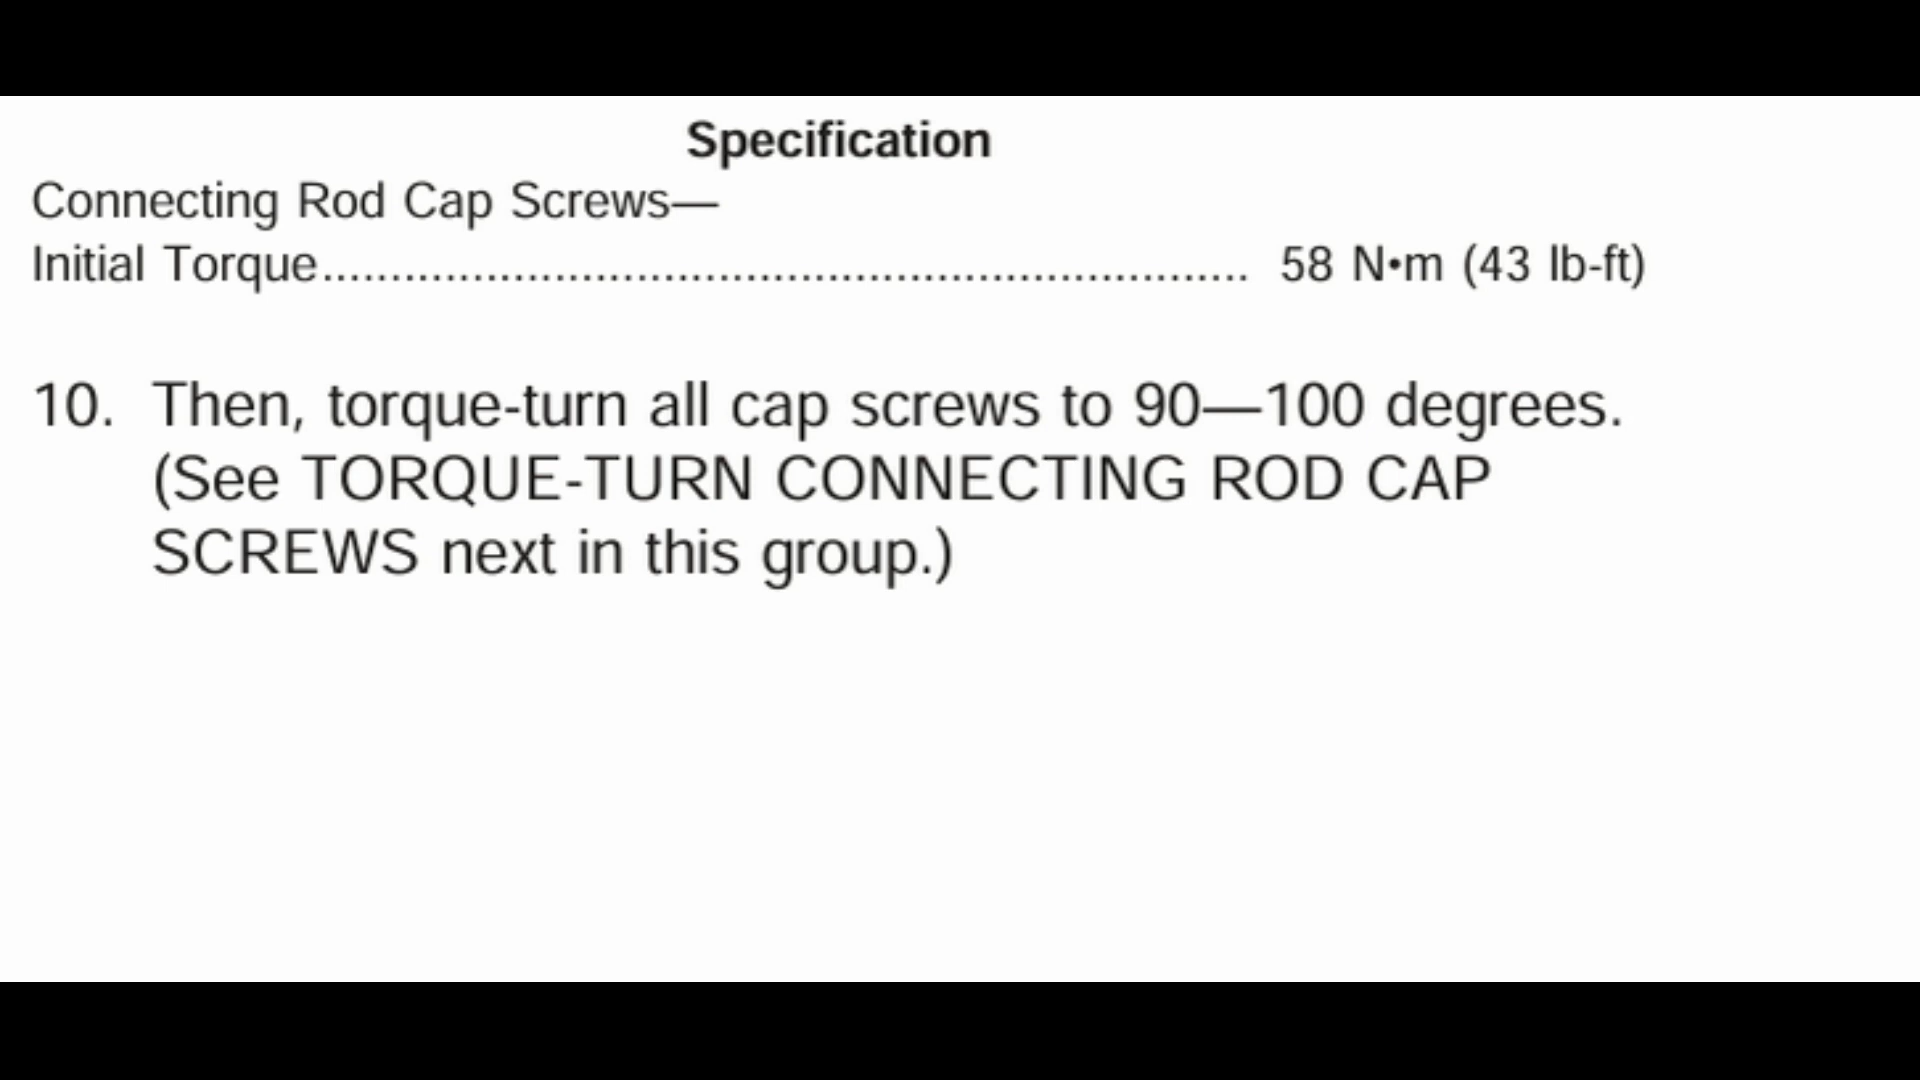 Specification
Connecting Rod Cap Screws—
Initial Torque.................................................................... 58 N•m (43 lb-ft)
10. Then, torque-turn all cap screws to 90—100 degrees.
(See TORQUE-TURN CONNECTING ROD CAP
SCREWS next in this group.)